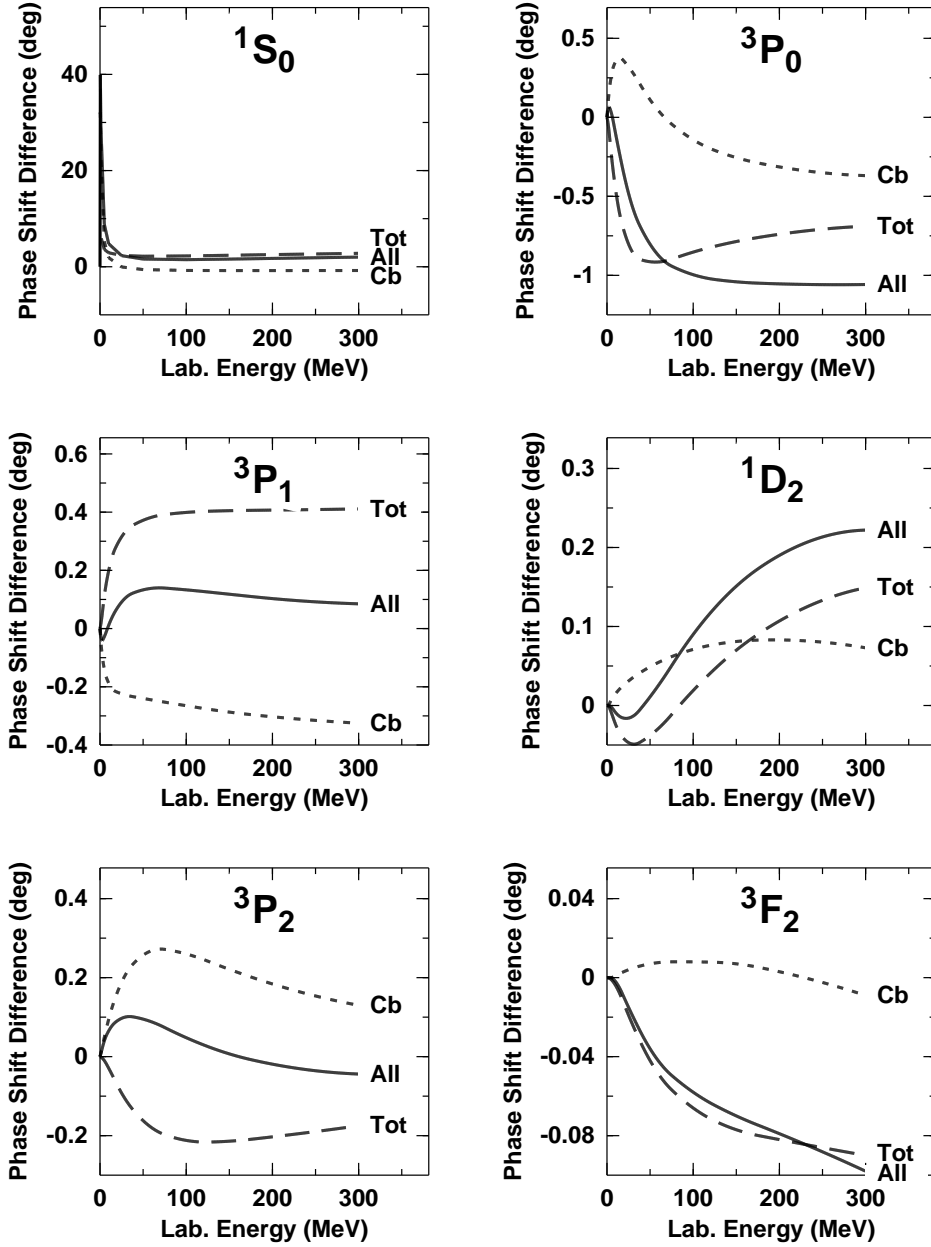 ¹S₀
Phase Shift Difference (deg)
40
20
0
Tot
All
Cb
0 100 200 300
Lab. Energy (MeV)
³P₀
Phase Shift Difference (deg)
0.5
0
-0.5
-1
Cb
Tot
All
0 100 200 300
Lab. Energy (MeV)
³P₁
Phase Shift Difference (deg)
0.6
0.4
0.2
0
-0.2
-0.4
Tot
All
Cb
0 100 200 300
Lab. Energy (MeV)
¹D₂
Phase Shift Difference (deg)
0.3
0.2
0.1
0
All
Tot
Cb
0 100 200 300
Lab. Energy (MeV)
³P₂
Phase Shift Difference (deg)
0.4
0.2
0
-0.2
Cb
All
Tot
0 100 200 300
Lab. Energy (MeV)
³F₂
Phase Shift Difference (deg)
0.04
0
-0.04
-0.08
Cb
Tot
All
0 100 200 300
Lab. Energy (MeV)